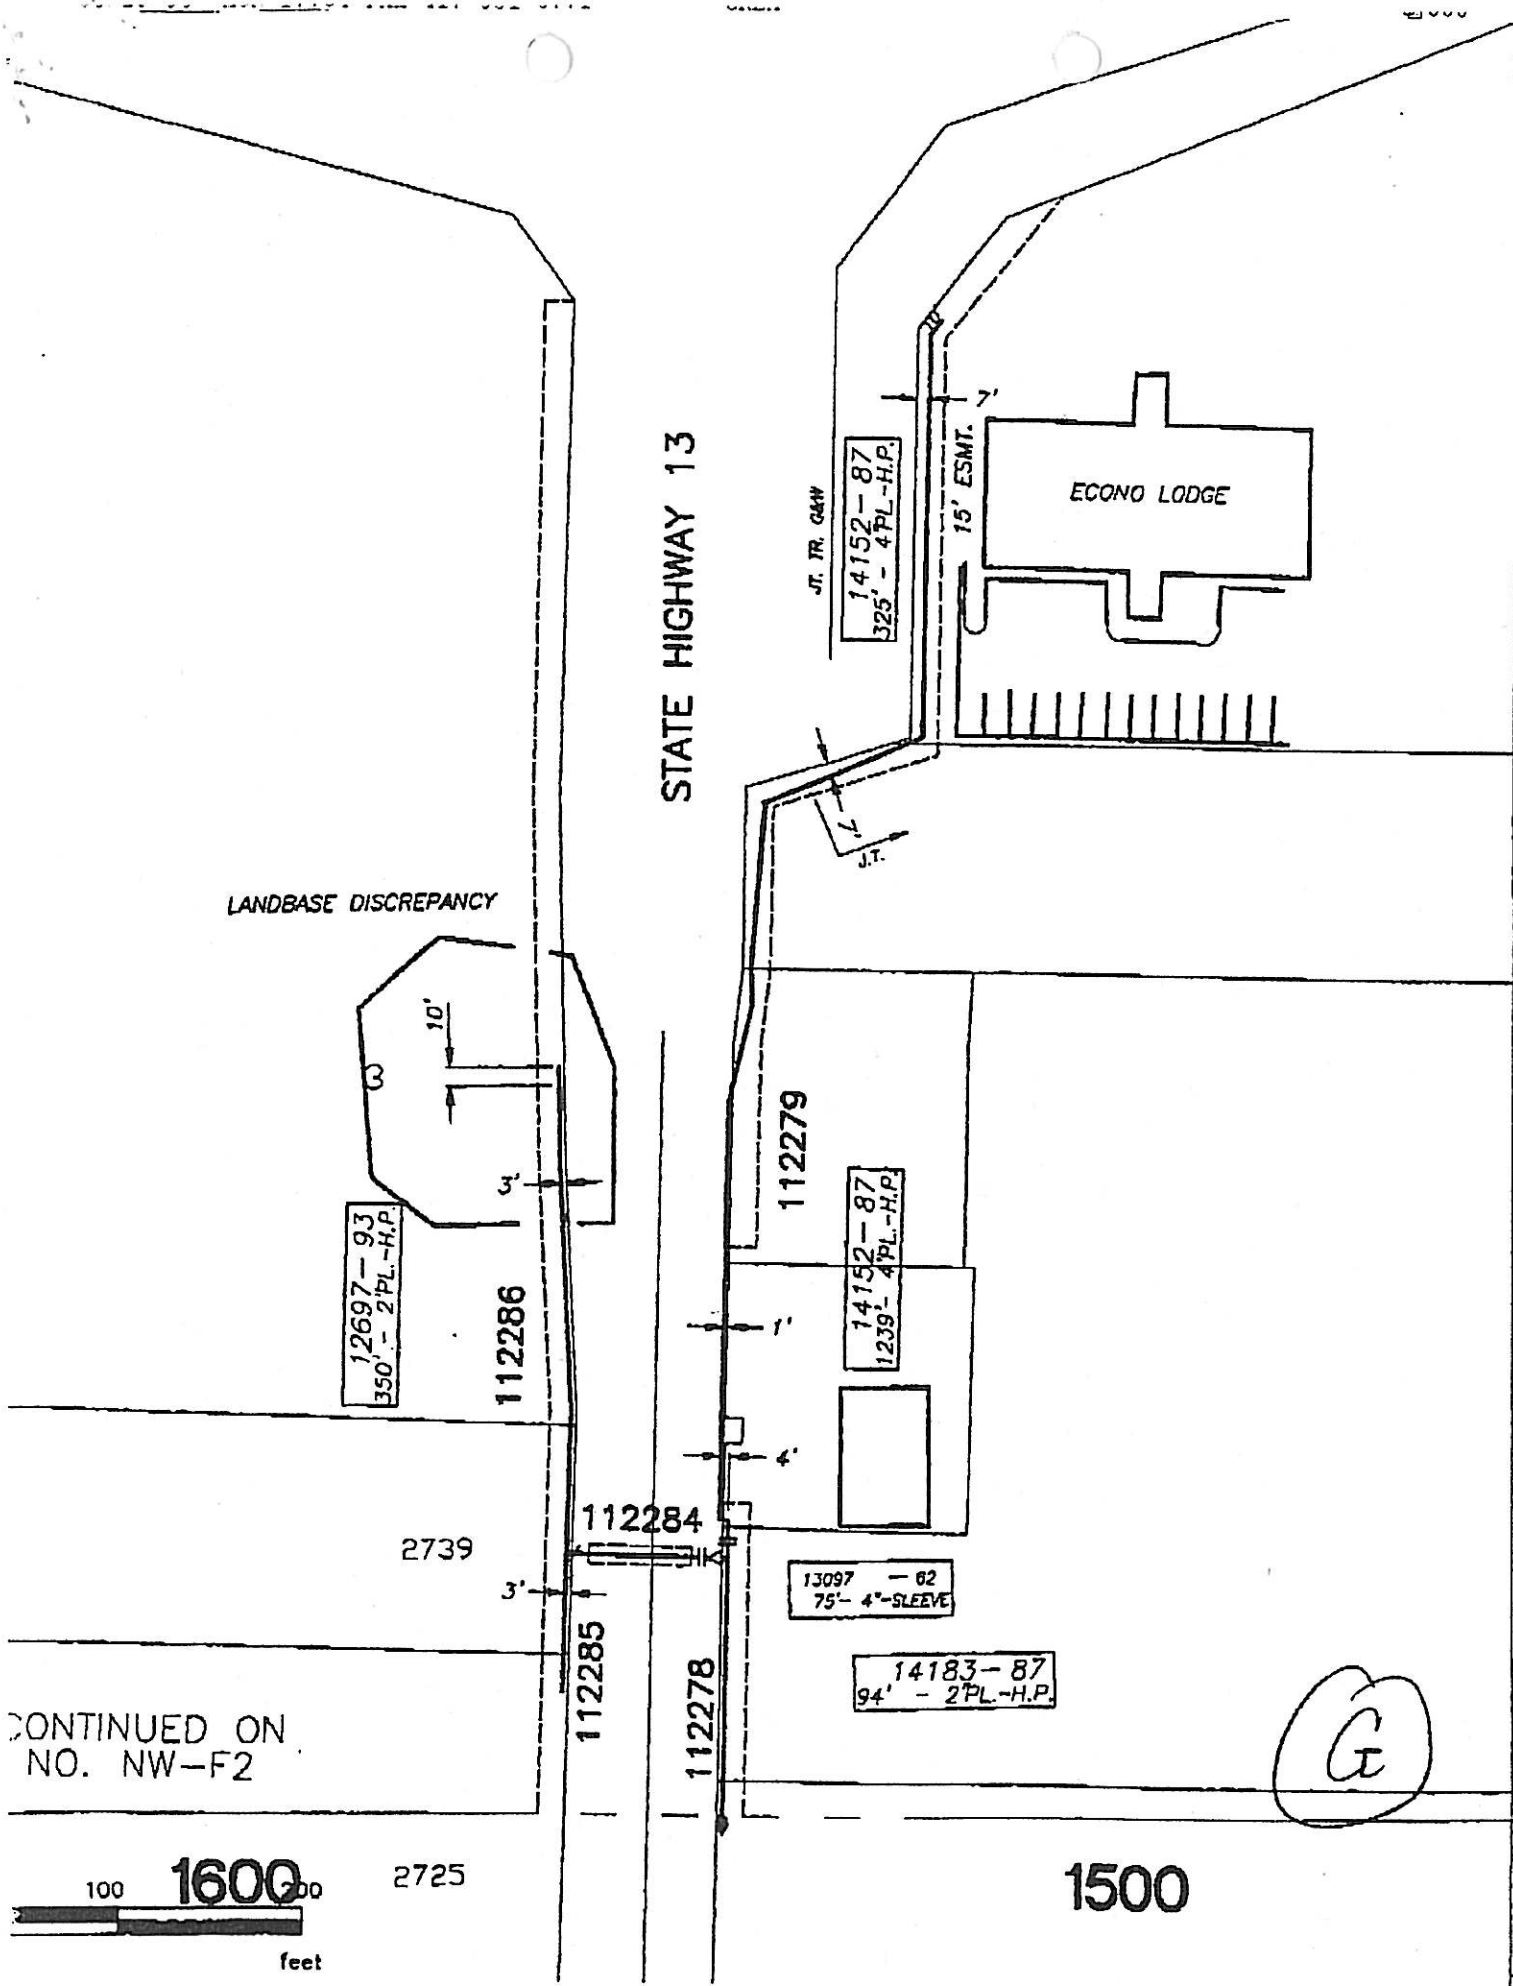 7'
STATE HIGHWAY 13
JT. TR. G&W
14152-87
325' - 4"PL.-H.P.
15' ESMT.
ECONO LODGE
7'
J.T.
LANDBASE DISCREPANCY
10'
3'
112279
12697-93
350' - 2"PL.-H.P.
112286
14152-87
1239' - 4"PL.-H.P.
1'
4'
112284
2739
3'
13097 - 62
75'- 4"-SLEEVE
112285
112278
14183-87
94' - 2"PL.-H.P.
CONTINUED ON
NO. NW-F2
G
1600
2725
1500
100
feet